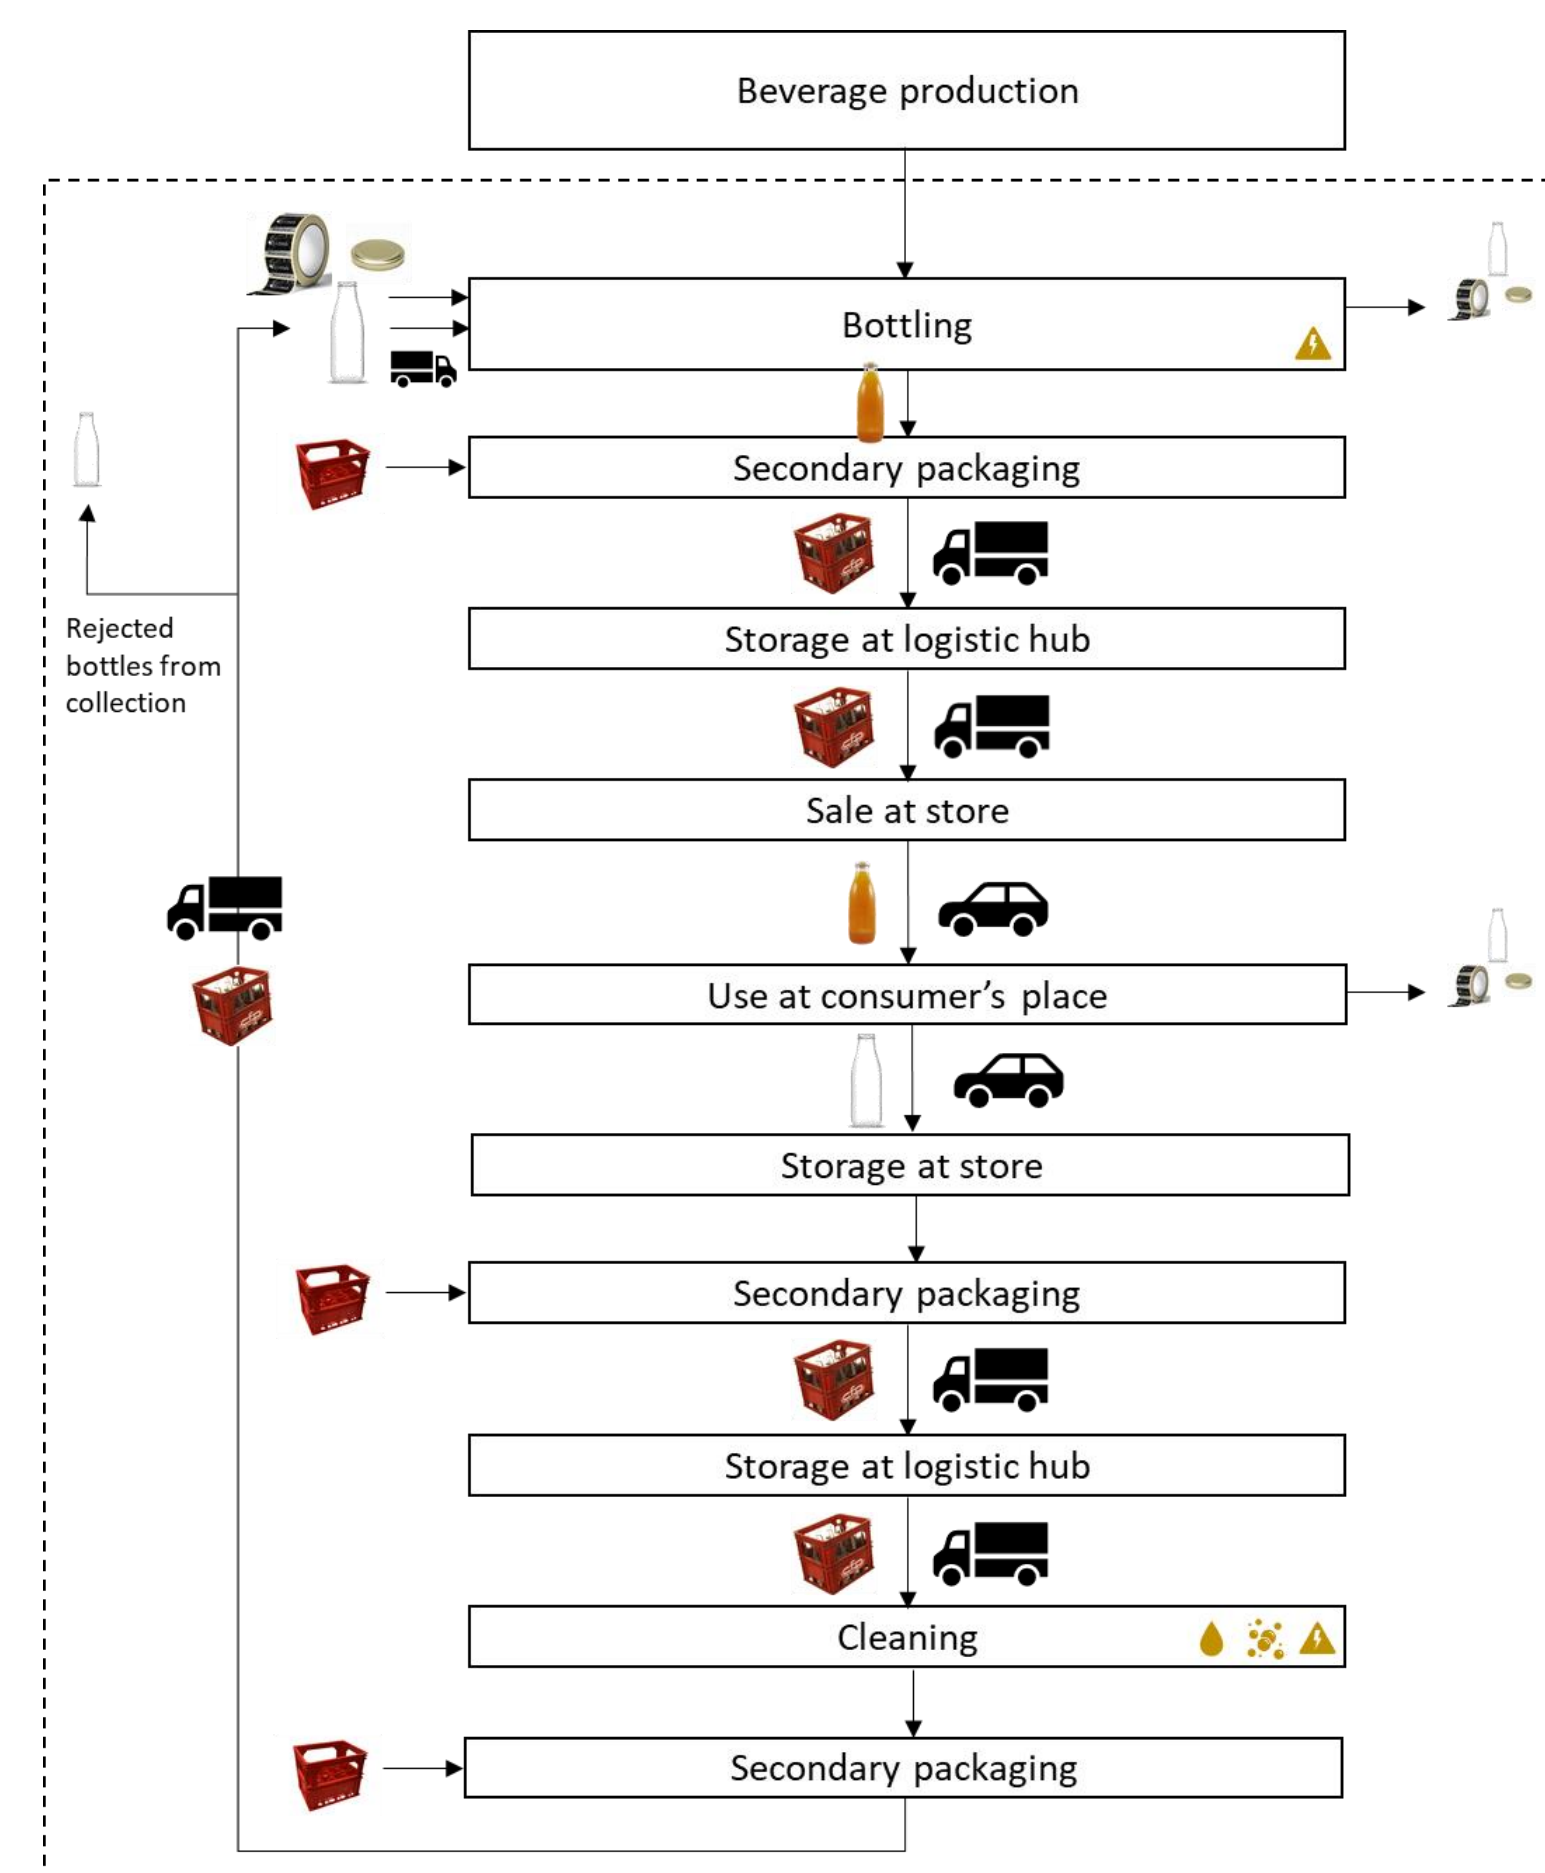 Beverage production
Bottling
Secondary packaging
Storage at logistic hub
Rejected
bottles from
collection
Sale at store
Use at consumer’s place
Storage at store
Secondary packaging
Storage at logistic hub
Cleaning
Secondary packaging